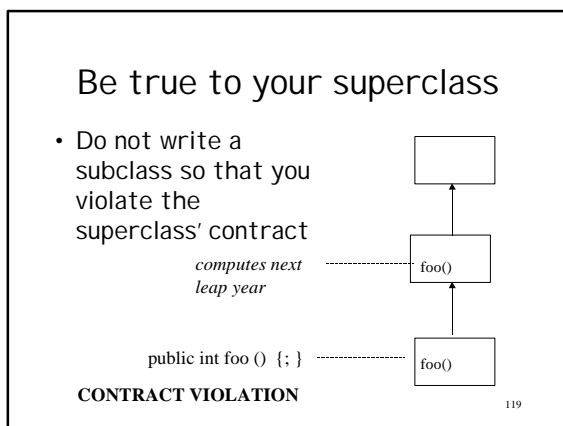 Be true to your superclass
• Do not write a
subclass so that you
violate the
superclass' contract
computes next
leap year
foo()
public int foo () {; }
foo()
CONTRACT VIOLATION
119